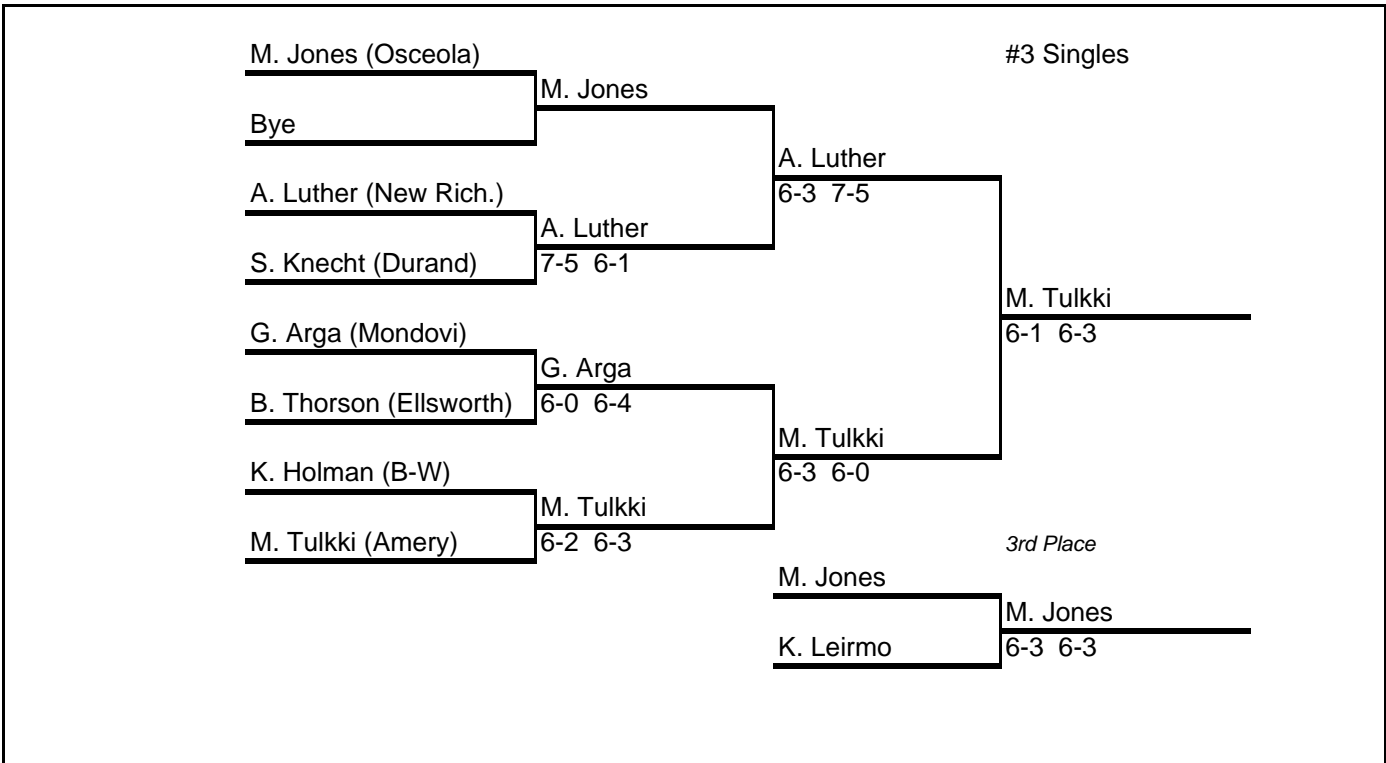 M. Jones (Osceola)
#3 Singles
M. Jones
Bye
A. Luther
A. Luther (New Rich.)
6-3 7-5
A. Luther
S. Knecht (Durand)
7-5 6-1
M. Tulkki
G. Arga (Mondovi)
6-1 6-3
G. Arga
B. Thorson (Ellsworth)
6-0 6-4
M. Tulkki
K. Holman (B-W)
6-3 6-0
M. Tulkki
M. Tulkki (Amery)
6-2 6-3
3rd Place
M. Jones
M. Jones
K. Leirmo
6-3 6-3